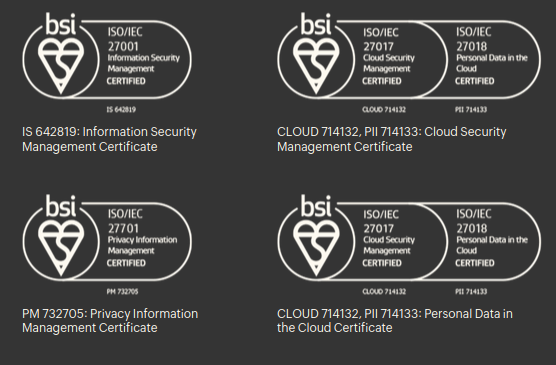 bsi
ISO/IEC
27001
Information Security
Management
CERTIFIED
IS 642819
IS 642819: Information Security
Management Certificate
bsi
ISO/IEC
27017
Cloud Security
Management
CERTIFIED
ISO/IEC
27018
Personal Data in the
Cloud
CERTIFIED
CLOUD 714132
PII 714133
CLOUD 714132, PII 714133: Cloud Security
Management Certificate
bsi
ISO/IEC
27701
Privacy Information
Management
CERTIFIED
PM 732705
PM 732705: Privacy Information
Management Certificate
bsi
ISO/IEC
27017
Cloud Security
Management
CERTIFIED
ISO/IEC
27018
Personal Data in the
Cloud
CERTIFIED
CLOUD 714132
PII 714133
CLOUD 714132, PII 714133: Personal Data in
the Cloud Certificate